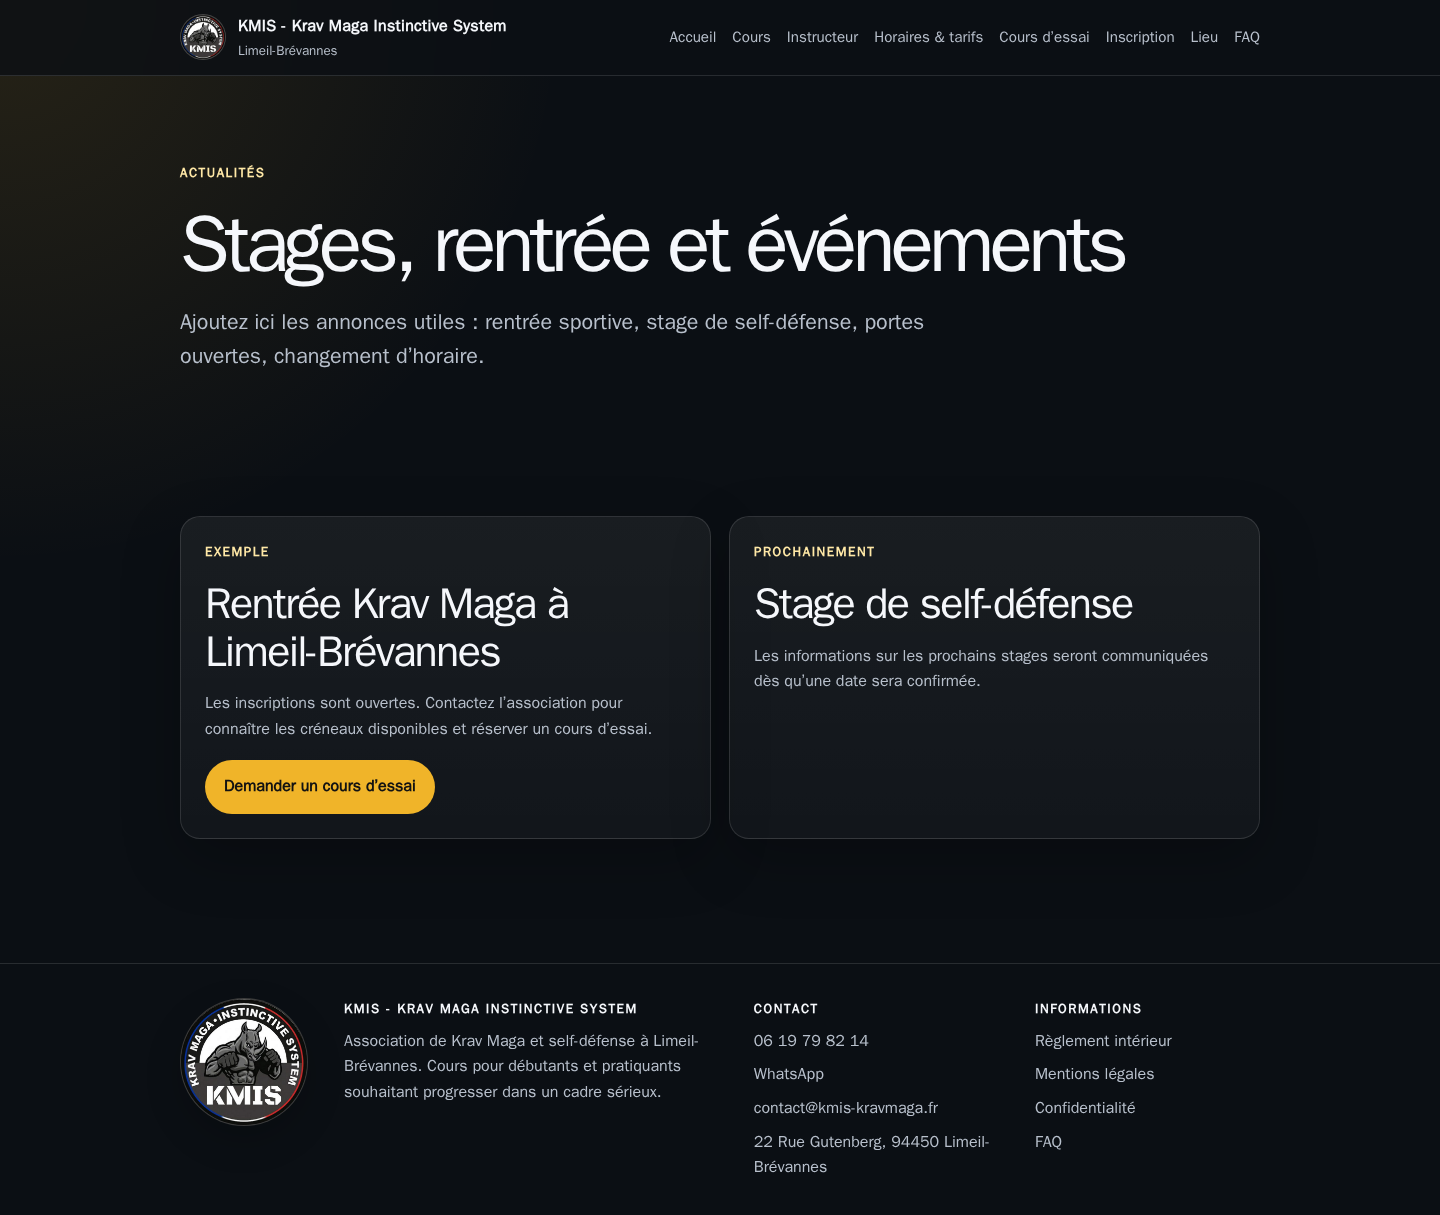 KMIS - Krav Maga Instinctive System
Limeil-Brévannes
Accueil Cours Instructeur Horaires & tarifs Cours d’essai Inscription Lieu FAQ
ACTUALITÉS
Stages, rentrée et événements
Ajoutez ici les annonces utiles : rentrée sportive, stage de self-défense, portes
ouvertes, changement d’horaire.
EXEMPLE
Rentrée Krav Maga à
Limeil-Brévannes
Les inscriptions sont ouvertes. Contactez l’association pour
connaître les créneaux disponibles et réserver un cours d’essai.
Demander un cours d’essai
PROCHAINEMENT
Stage de self-défense
Les informations sur les prochains stages seront communiquées
dès qu’une date sera confirmée.
KRAV MAGA•INSTINCTIVE SYSTEM
KMIS
KMIS - KRAV MAGA INSTINCTIVE SYSTEM
Association de Krav Maga et self-défense à Limeil-
Brévannes. Cours pour débutants et pratiquants
souhaitant progresser dans un cadre sérieux.
CONTACT
06 19 79 82 14
WhatsApp
contact@kmis-kravmaga.fr
22 Rue Gutenberg, 94450 Limeil-
Brévannes
INFORMATIONS
Règlement intérieur
Mentions légales
Confidentialité
FAQ